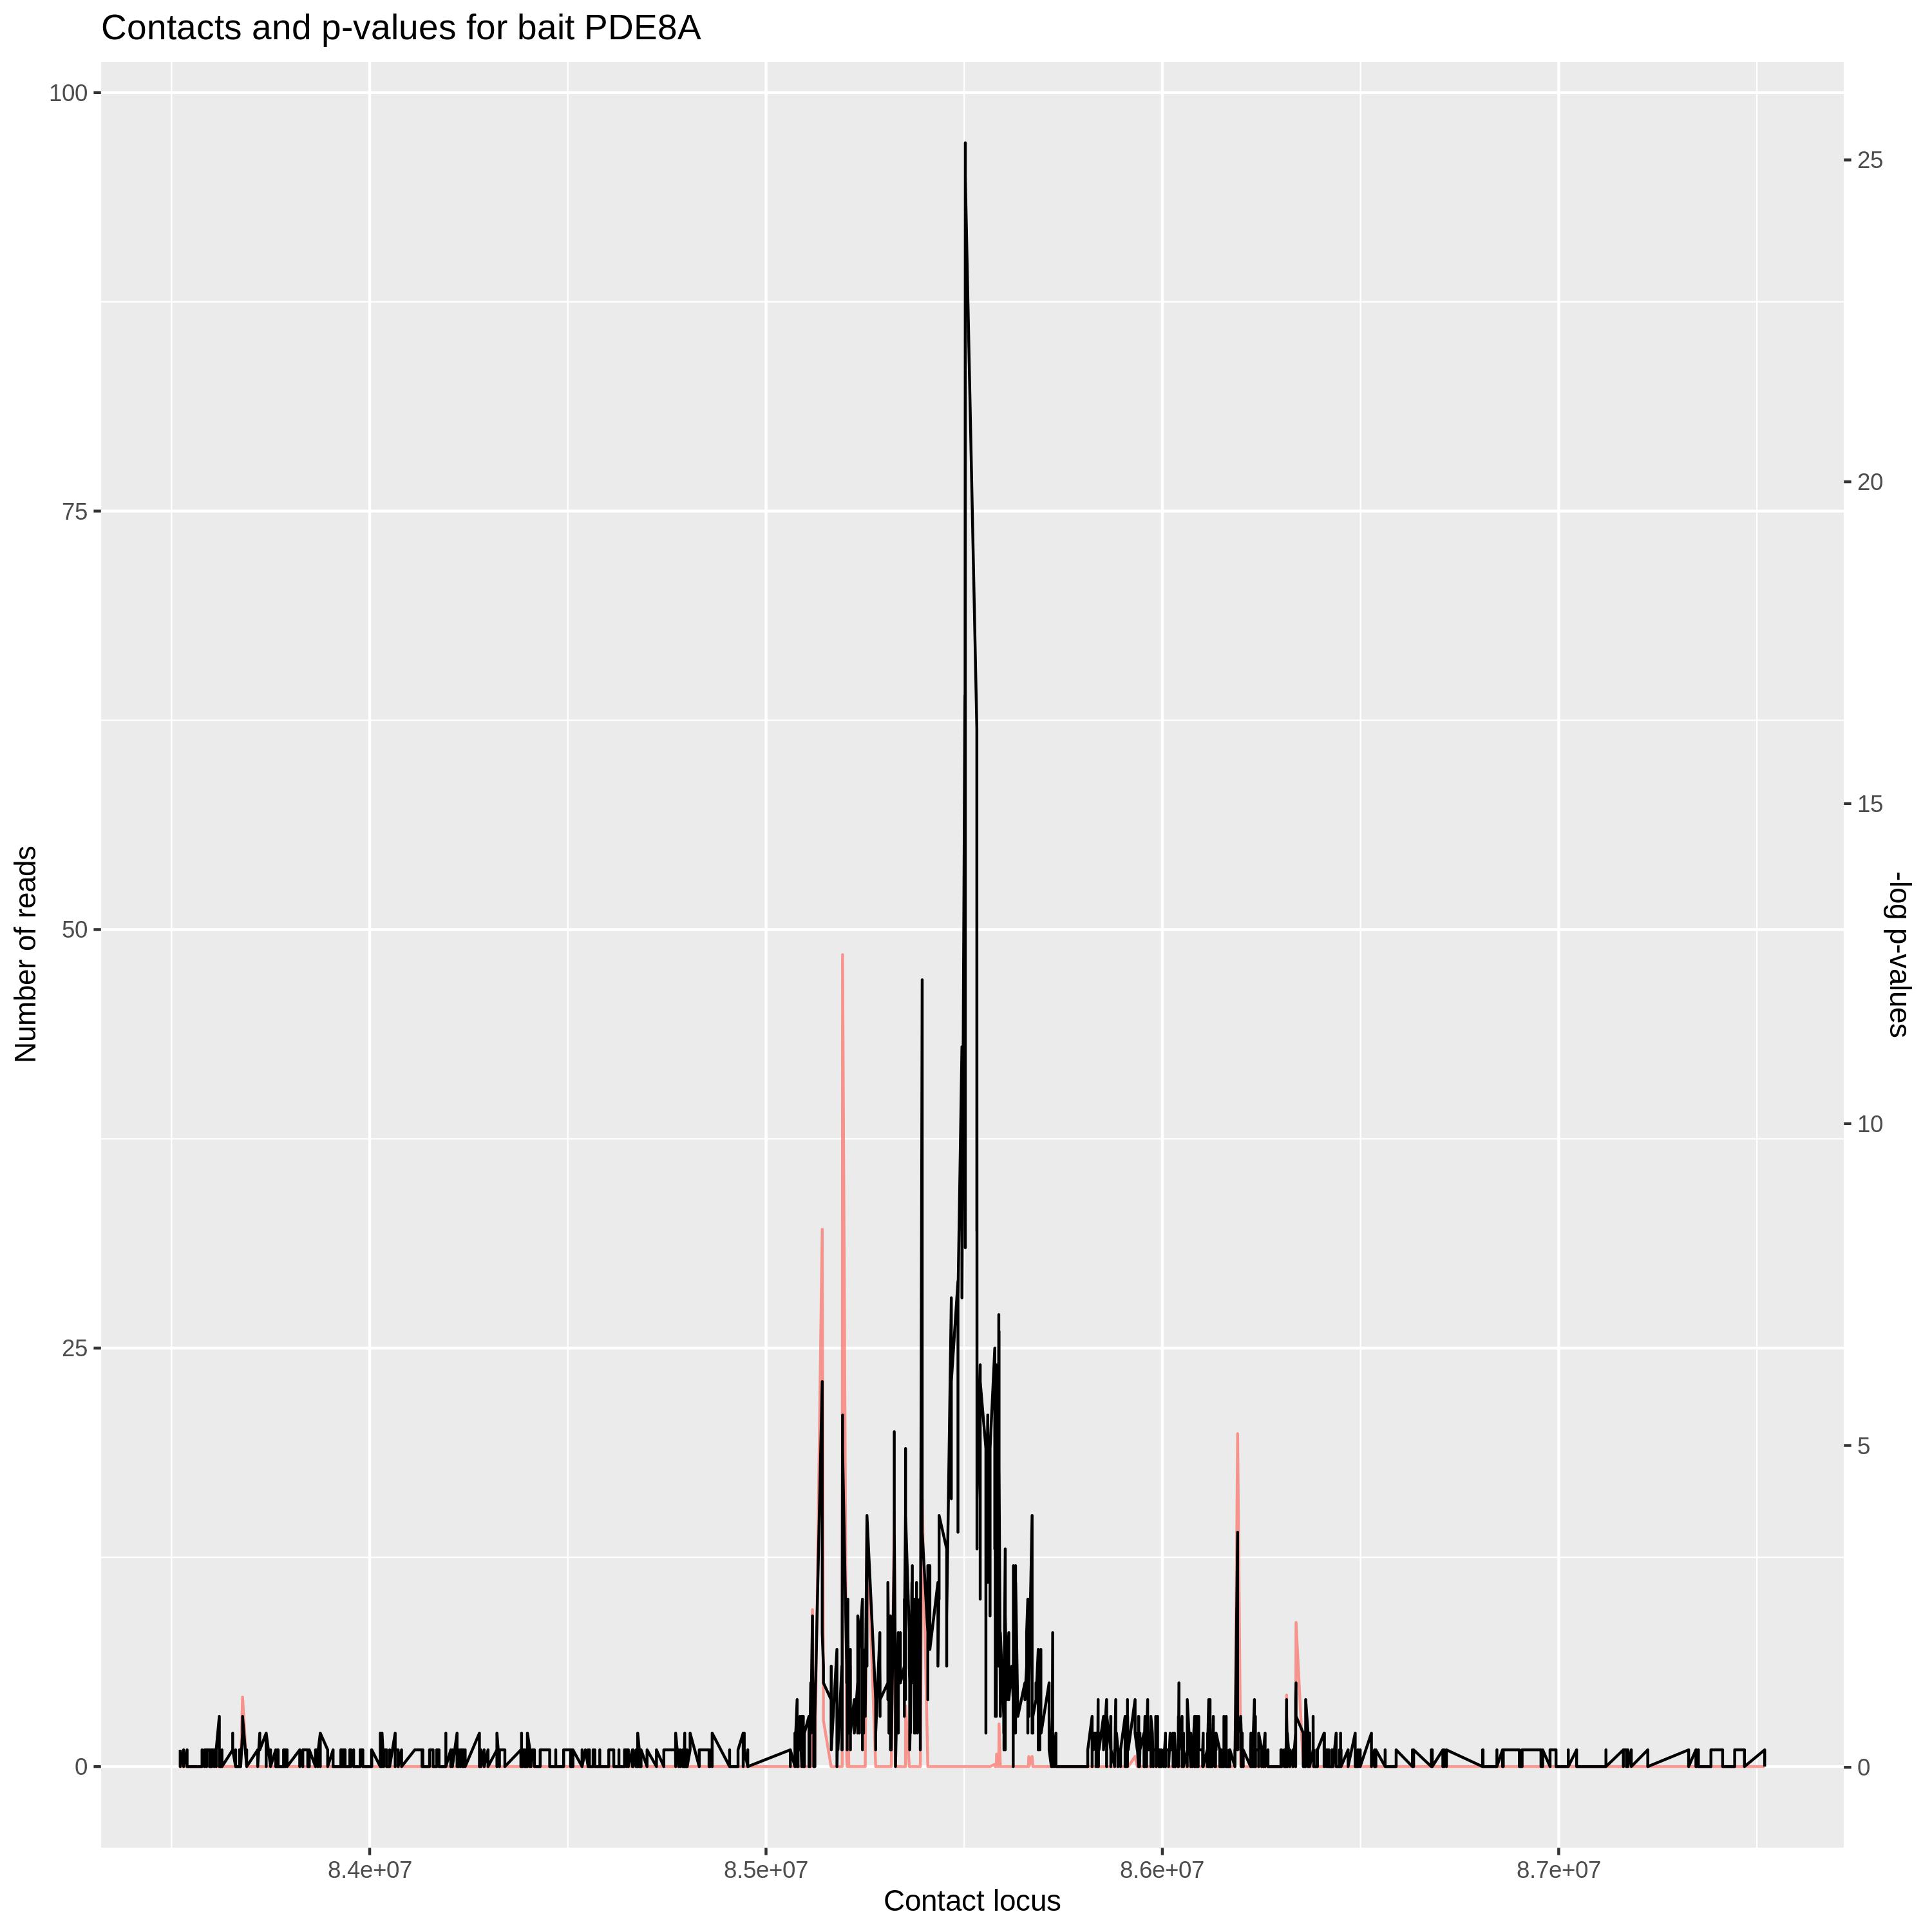 Contacts and p-values for bait PDE8A
100
75
50
25
0
Number of reads
25
20
15
10
5
0
-log p-values
8.4e+07
8.5e+07
8.6e+07
8.7e+07
Contact locus